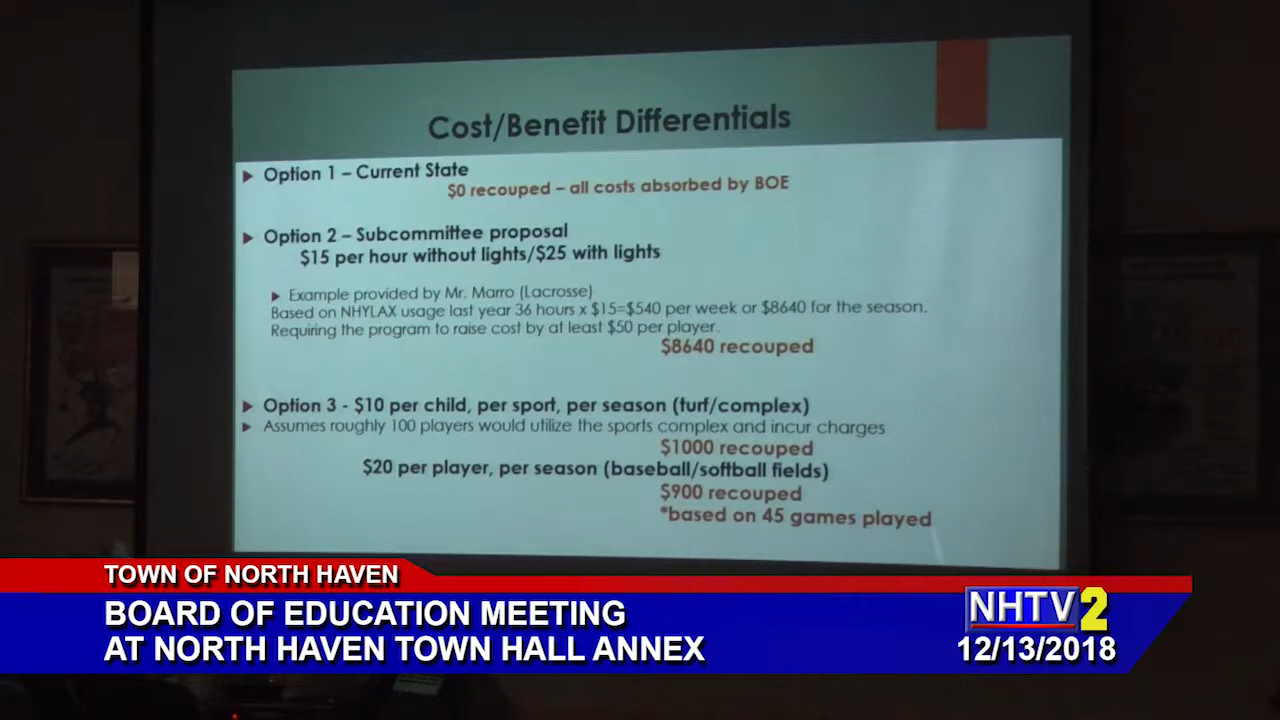 Cost/Benefit Differentials
Option 1 – Current State
$0 recouped – all costs absorbed by BOE
Option 2 – Subcommittee proposal
$15 per hour without lights/$25 with lights
Example provided by Mr. Marro (Lacrosse)
Based on NHYLAX usage last year 36 hours x $15=$540 per week or $8640 for the season.
Requiring the program to raise cost by at least $50 per player.
$8640 recouped
Option 3 - $10 per child, per sport, per season (turf/complex)
Assumes roughly 100 players would utilize the sports complex and incur charges
$1000 recouped
$20 per player, per season (baseball/softball fields)
$900 recouped
*based on 45 games played
TOWN OF NORTH HAVEN
BOARD OF EDUCATION MEETING
AT NORTH HAVEN TOWN HALL ANNEX
NHTV2
12/13/2018